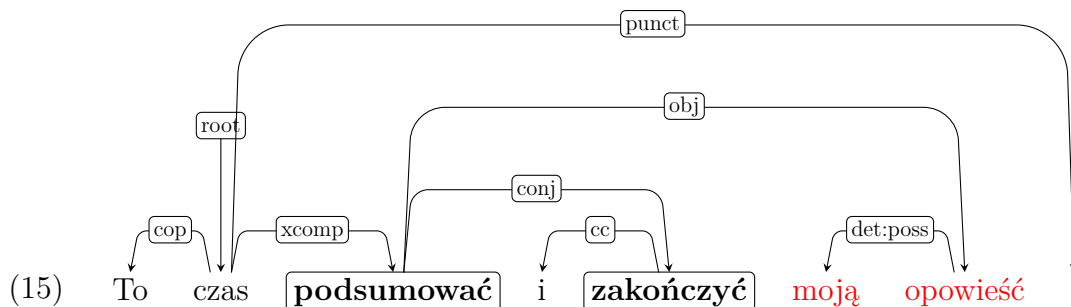 punct
obj
root
conj
cop xcomp cc det:poss
(15) To czas podsumować i zakończyć moją opowieść